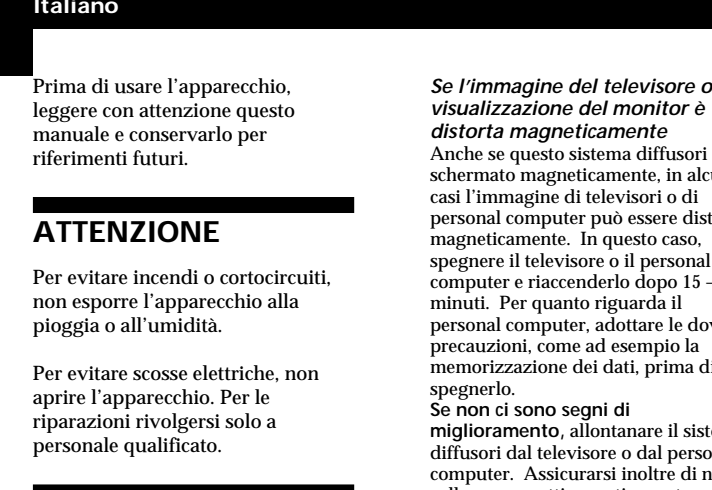 Italiano
Prima di usare l'apparecchio,
leggere con attenzione questo
manuale e conservarlo per
riferimenti futuri.
ATTENZIONE
Per evitare incendi o cortocircuiti,
non esporre l'apparecchio alla
pioggia o all'umidità.
Per evitare scosse elettriche, non
aprire l'apparecchio. Per le
riparazioni rivolgersi solo a
personale qualificato.
Se l'immagine del televisore o
visualizzazione del monitor è
distorta magneticamente
Anche se questo sistema diffusori
schermato magneticamente, in
casi l'immagine di televisori o di
personal computer può essere
magneticamente. In questo caso,
spegnere il televisore o il personal
computer e riaccenderlo dopo 15 –
minuti. Per quanto riguarda il
personal computer, adottare le
precauzioni, come ad esempio la
memorizzazione dei dati, prima
spegnerlo.
Se non ci sono segni di
miglioramento, allontanare il
diffusori dal televisore o dal
computer. Assicurarsi inoltre di